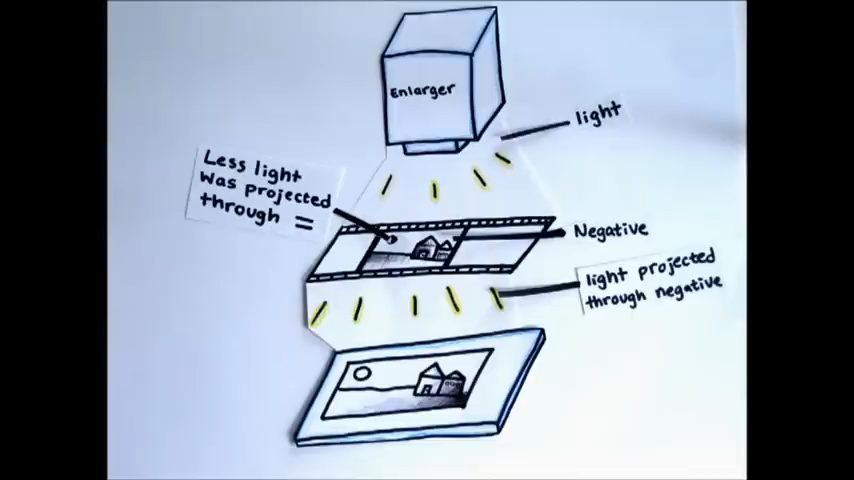 Enlarger
light
Less light
was projected
through =
Negative
light projected
through negative